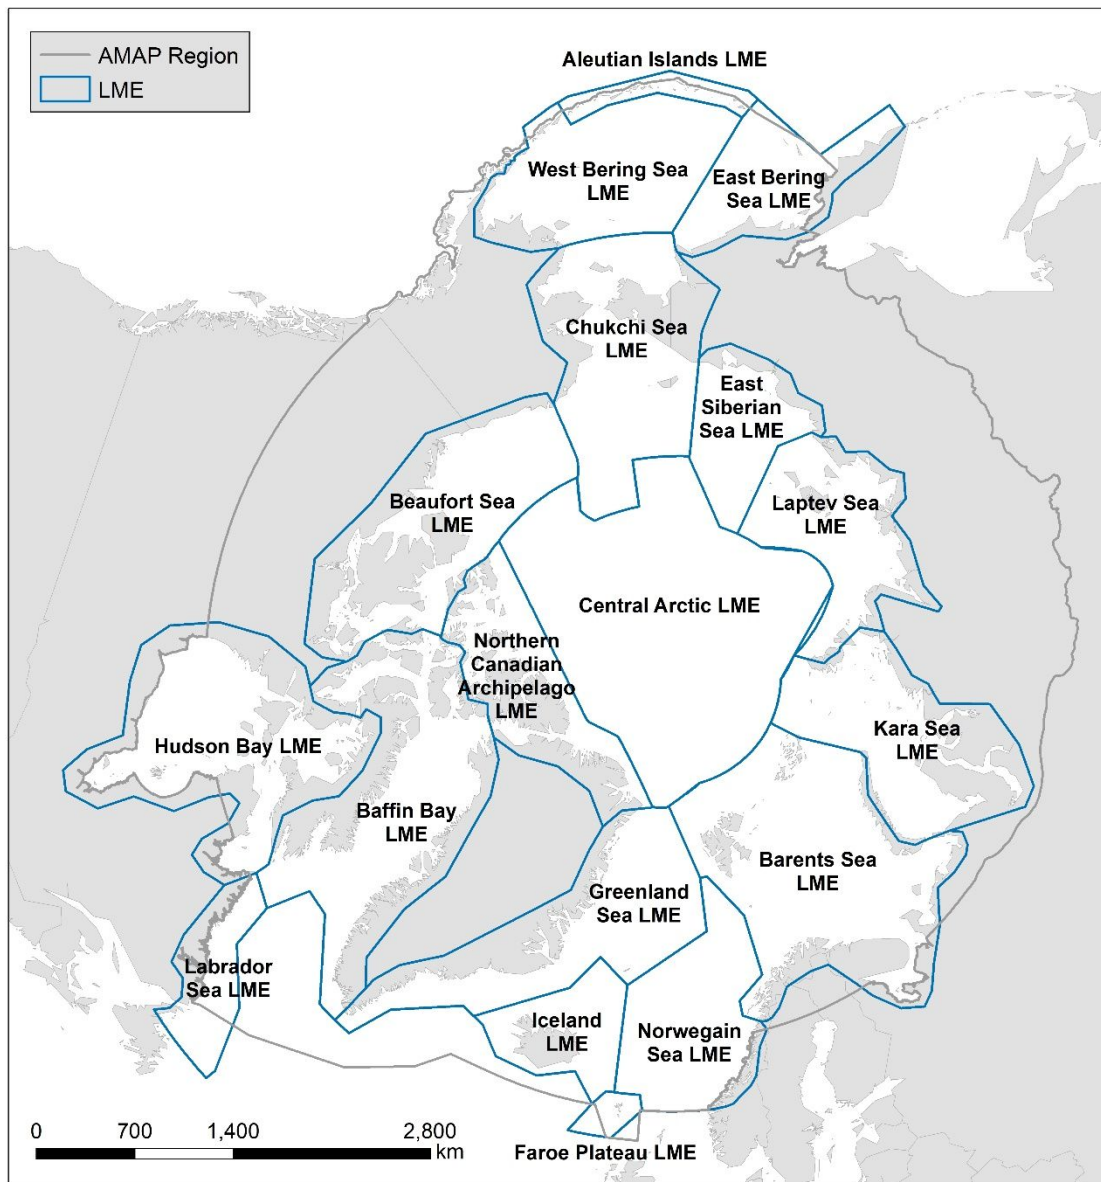 AMAP Region
LME
Aleutian Islands LME
West Bering Sea
LME
East Bering
Sea LME
Chukchi Sea
LME
East
Siberian
Sea LME
Beaufort Sea
LME
Laptev Sea
LME
Central Arctic LME
Northern
Canadian
Archipelago
LME
Hudson Bay LME
Kara Sea
LME
Baffin Bay
LME
Barents Sea
LME
Greenland
Sea LME
Labrador
Sea LME
Iceland
LME
Norwegain
Sea LME
0 700 1,400 2,800
km
Faroe Plateau LME